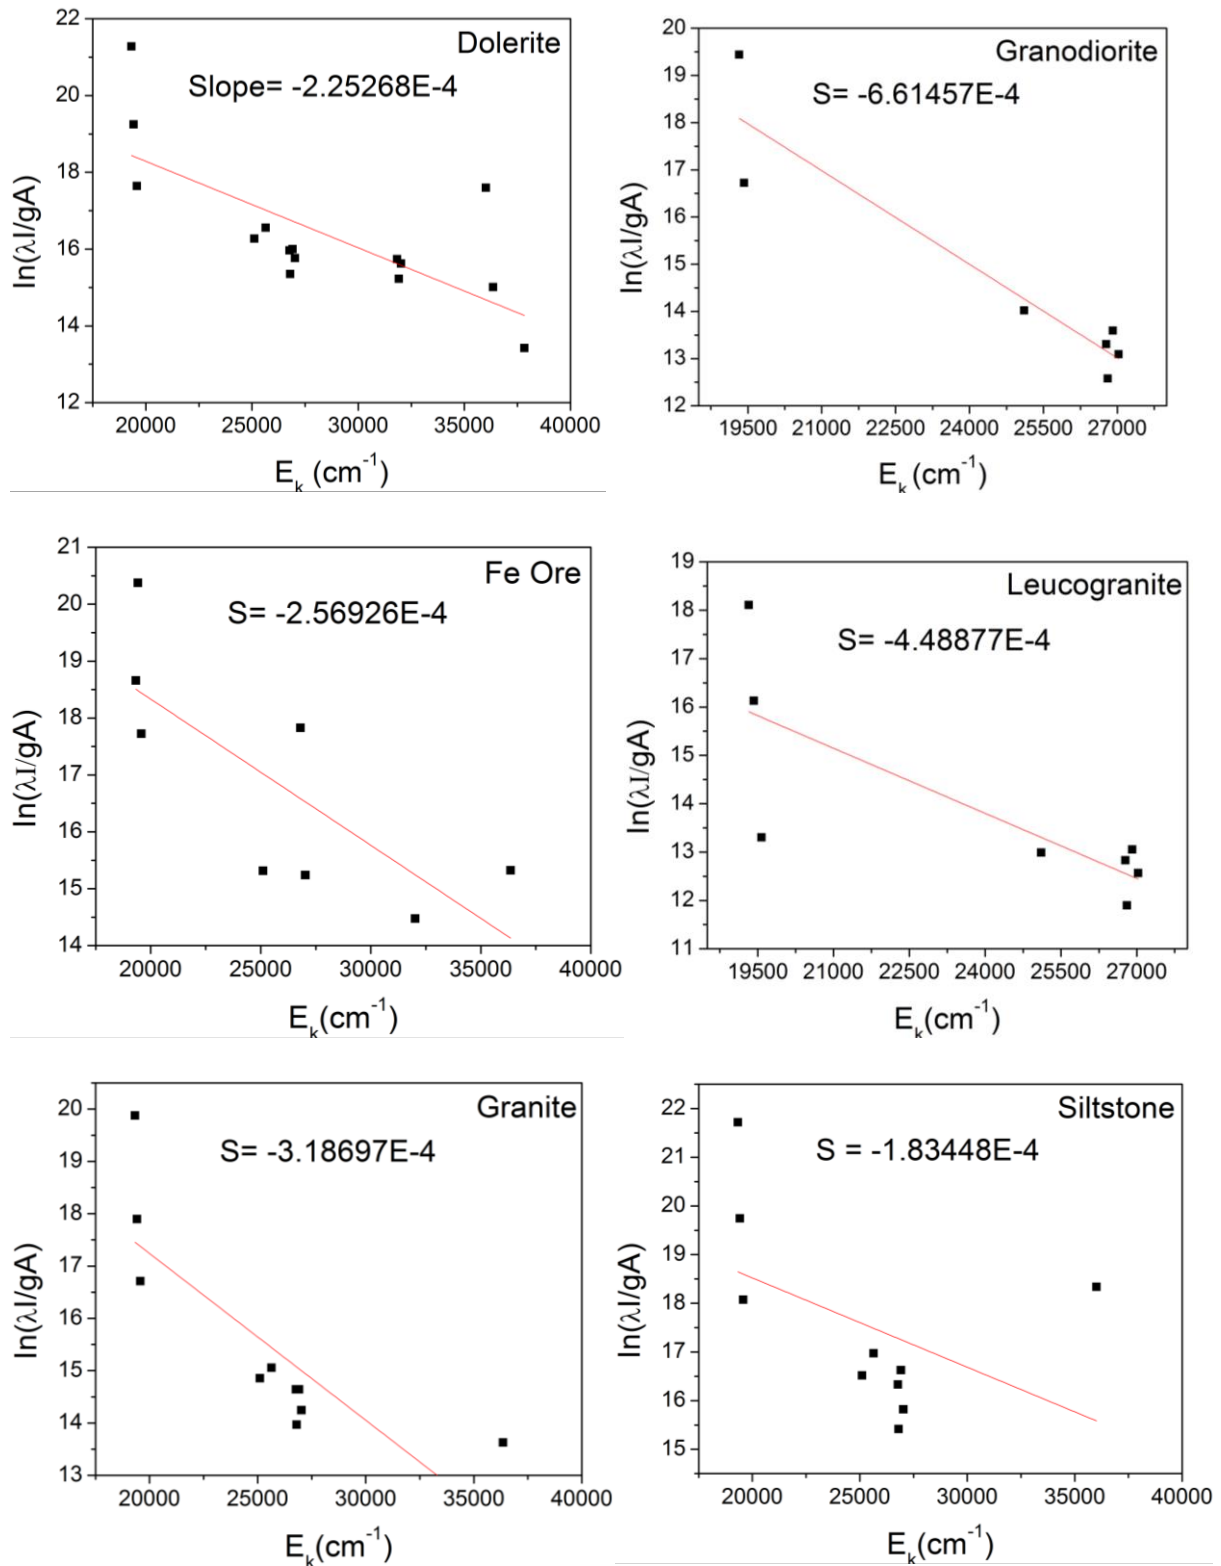 Dolerite
Slope= -2.25268E-4
ln(λI/gA)
22
20
18
16
14
12
20000 25000 30000 35000 40000
Eₖ (cm⁻¹)
Granodiorite
S= -6.61457E-4
ln(λI/gA)
20
19
18
17
16
15
14
13
12
19500 21000 22500 24000 25500 27000
Eₖ (cm⁻¹)
Fe Ore
S= -2.56926E-4
ln(λI/gA)
21
20
19
18
17
16
15
14
20000 25000 30000 35000 40000
Eₖ(cm⁻¹)
Leucogranite
S= -4.48877E-4
ln(λI/gA)
19
18
17
16
15
14
13
12
11
19500 21000 22500 24000 25500 27000
Eₖ(cm⁻¹)
Granite
S= -3.18697E-4
ln(λI/gA)
20
19
18
17
16
15
14
13
20000 25000 30000 35000 40000
Eₖ(cm⁻¹)
Siltstone
S = -1.83448E-4
ln(λI/gA)
22
21
20
19
18
17
16
15
20000 25000 30000 35000 40000
Eₖ(cm⁻¹)